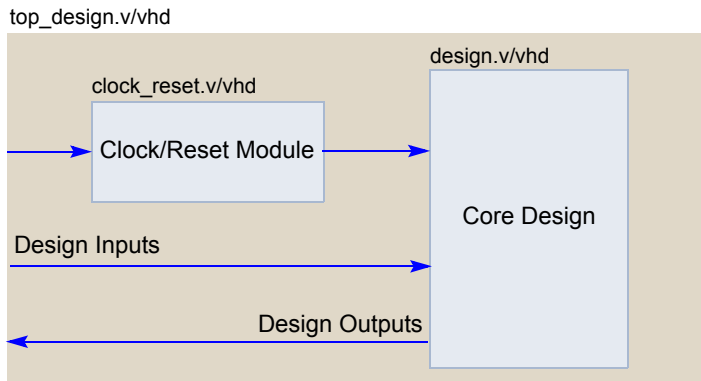 top_design.v/vhd
design.v/vhd
clock_reset.v/vhd
Clock/Reset Module
Core Design
Design Inputs
Design Outputs